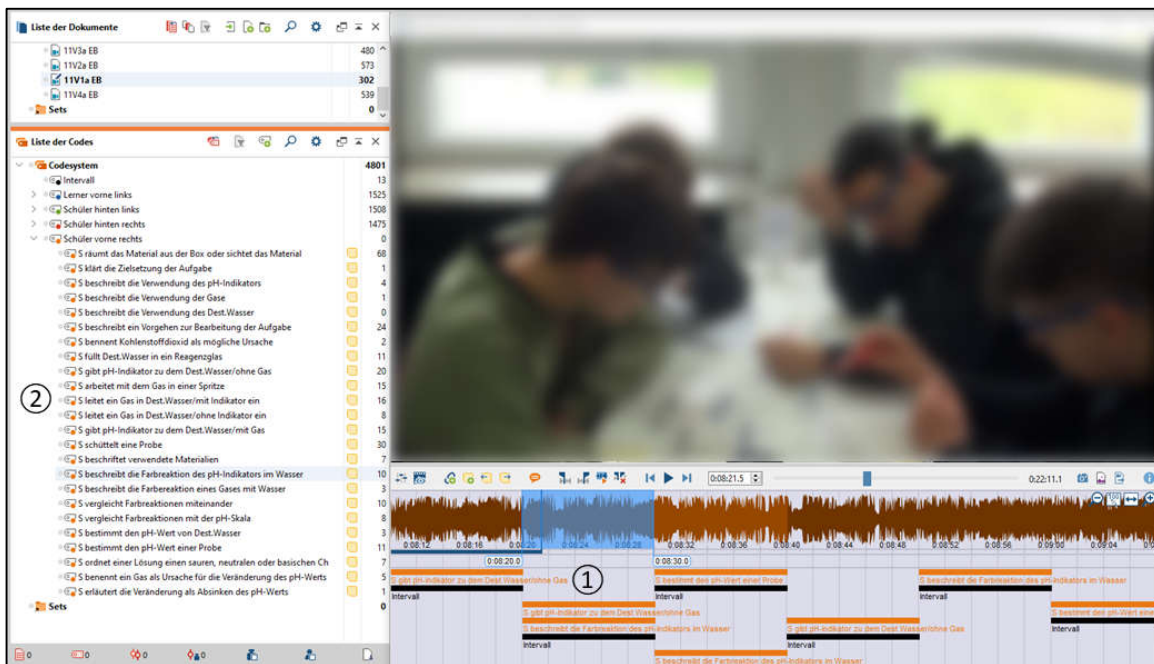 Liste der Dokumente
11V3a EB 480
11V2a EB 573
11V1a EB 302
11V4a EB 539
Sets 0
Liste der Codes
Codesystem 4801
Intervall 13
Lerner vorne links 1525
Schüler hinten links 1508
Schüler hinten rechts 1475
Schüler vorne rechts 0
S räumt das Material aus der Box oder sichtet das Material 68
S klärt die Zielsetzung der Aufgabe 1
S beschreibt die Verwendung des pH-Indikators 4
S beschreibt die Verwendung der Gase 1
S beschreibt die Verwendung des Dest.Wasser 0
S beschreibt ein Vorgehen zur Bearbeitung der Aufgabe 24
S bennent Kohlenstoffdioxid als mögliche Ursache 2
S füllt Dest.Wasser in ein Reagenzglas 11
S gibt pH-Indikator zu dem Dest.Wasser/ohne Gas 20
S arbeitet mit dem Gas in einer Spritze 15
② S leitet ein Gas in Dest.Wasser/mit Indikator ein 16
S leitet ein Gas in Dest.Wasser/ohne Indikator ein 8
S gibt pH-Indikator zu dem Dest.Wasser/mit Gas 15
S schüttelt eine Probe 30
S beschriftet verwendete Materialien 7
S beschreibt die Farbreaktion des pH-Indikators im Wasser 10
S beschreibt die Farbereaktion eines Gases mit Wasser 3
S vergleicht Farbreaktionen miteinander 10
S vergleicht Farbreaktionen mit der pH-Skala 8
S bestimmt den pH-Wert von Dest.Wasser 3
S bestimmt den pH-Wert einer Probe 11
S ordnet einer Lösung einen sauren, neutralen oder basischen Ch 7
S benennt ein Gas als Ursache für die Veränderung des pH-Werts 5
S erläutert die Veränderung als Absinken des pH-Werts 1
Sets 0
0 0 0 0
0:08:21.5 0:22:11.1
100
0:08:12 0:08:16 0:08:20 0:08:24 0:08:28 0:08:32 0:08:36 0:08:40 0:08:44 0:08:48 0:08:52 0:08:56 0:09:00 0:09:04
0:08:20.0 0:08:30.0
S gibt pH-Indikator zu dem Dest.Wasser/ohne Gas ① S bestimmt den pH-Wert einer Probe S beschreibt die Farbreaktion des pH-Indikators im Wasser
Intervall Intervall Intervall
S gibt pH-Indikator zu dem Dest.Wasser/ohne Gas S bestimmt den pH-Wert eine
S beschreibt die Farbreaktion des pH-Indikators im Wasser S gibt pH-Indikator zu dem Dest.Wasser/ohne Gas Intervall
Intervall Intervall
S beschreibt die Farbreaktion des pH-Indikators im Wasser